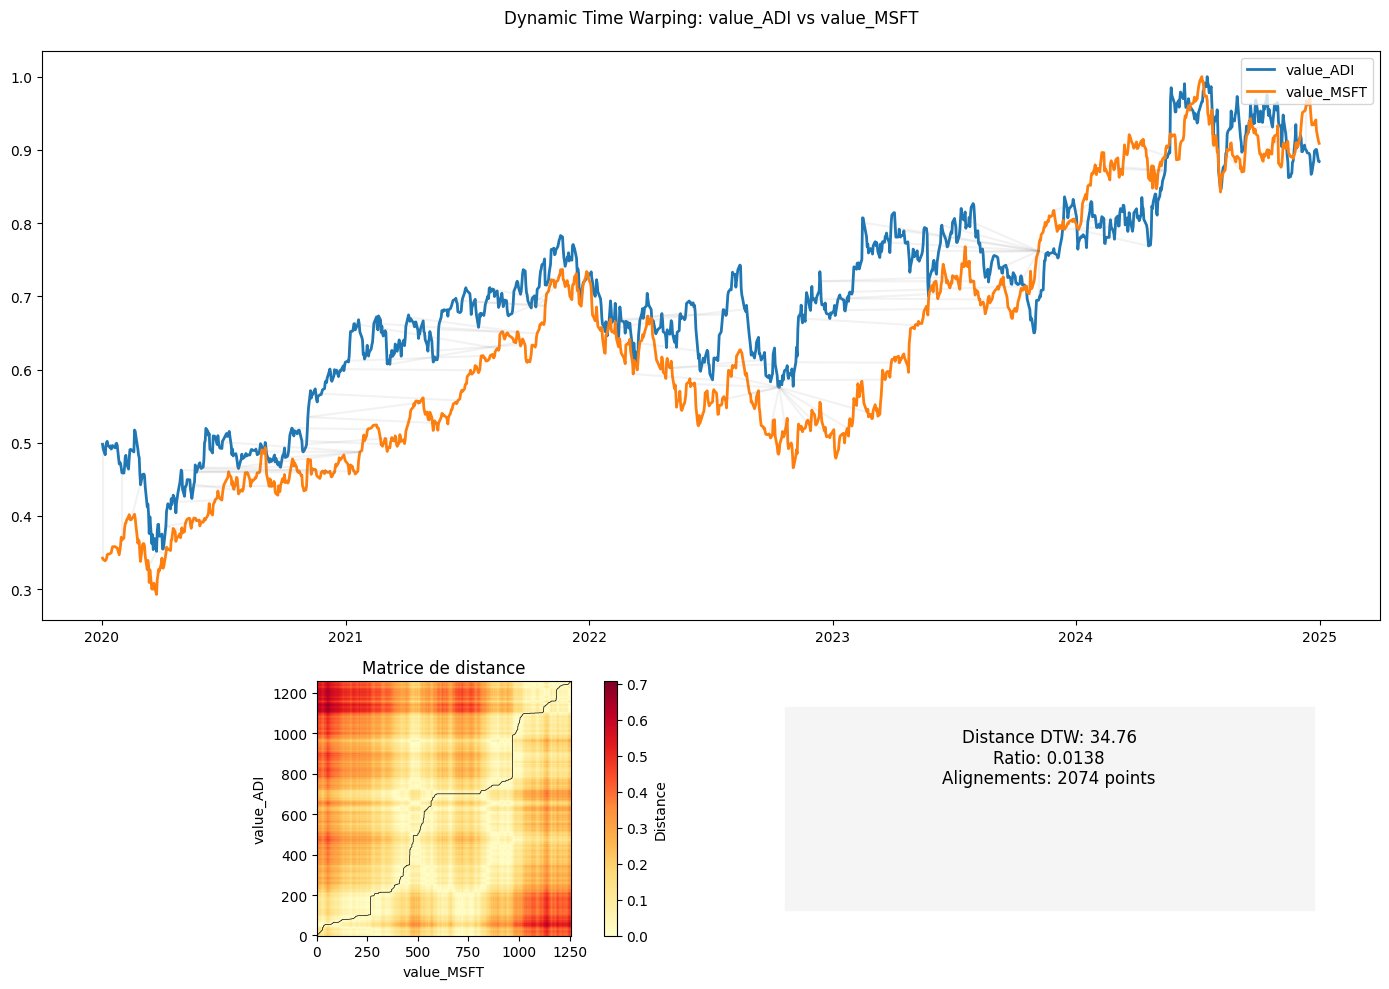 Dynamic Time Warping: value_ADI vs value_MSFT
1.0
0.9
0.8
0.7
0.6
0.5
0.4
0.3
value_ADI
value_MSFT
2020 2021 2022 2023 2024 2025
Matrice de distance
1200
1000
800
600
400
200
0
value_ADI
0 250 500 750 1000 1250
value_MSFT
0.7
0.6
0.5
0.4
0.3
0.2
0.1
0.0
Distance
Distance DTW: 34.76
Ratio: 0.0138
Alignements: 2074 points